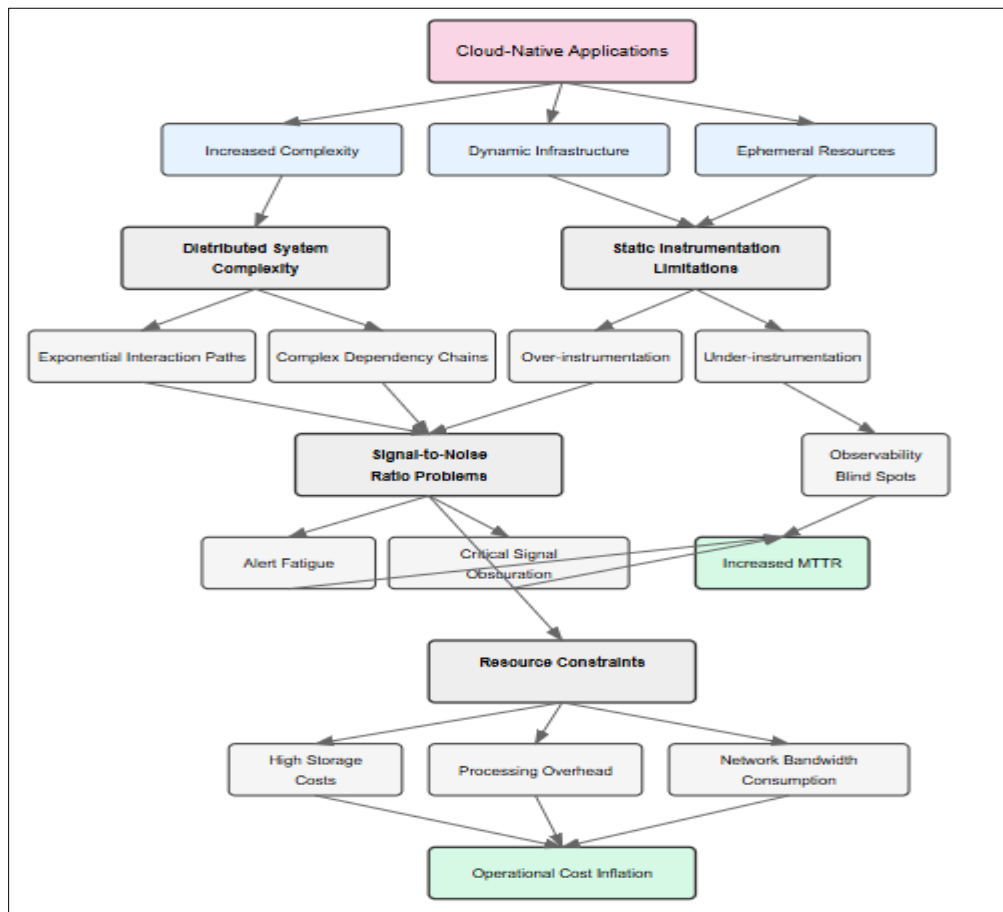 Cloud-Native Applications
Increased Complexity
Dynamic Infrastructure
Ephemeral Resources
Distributed System
Complexity
Static Instrumentation
Limitations
Exponential Interaction Paths
Complex Dependency Chains
Over-instrumentation
Under-instrumentation
Signal-to-Noise
Ratio Problems
Observability
Blind Spots
Alert Fatigue
Critical Signal
Obscuration
Increased MTTR
Resource Constraints
High Storage
Costs
Processing Overhead
Network Bandwidth
Consumption
Operational Cost Inflation